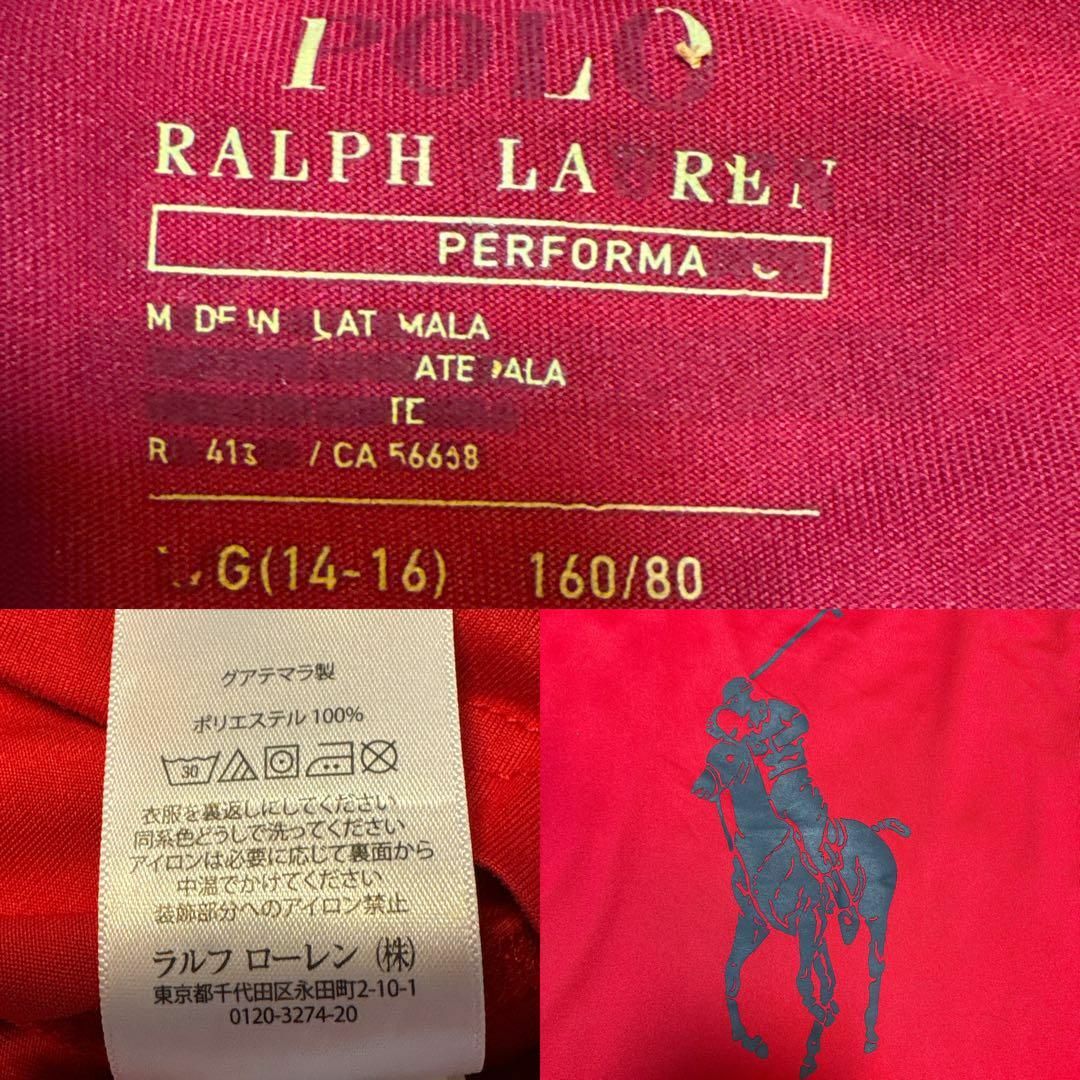 POLO
RALPH LAUREN
PERFORMA
MALA
/ CA 56638
G(14-16) 160/80
グアテマラ製
ポリエステル 100%
30
衣服を裏返しにしてください
同系色どうしで洗ってください
アイロンは必要に応じて裏面から
中温でかけてください
装飾部分へのアイロン禁止
ラルフ ローレン (株)
東京都千代田区永田町2-10-1
0120-3274-20